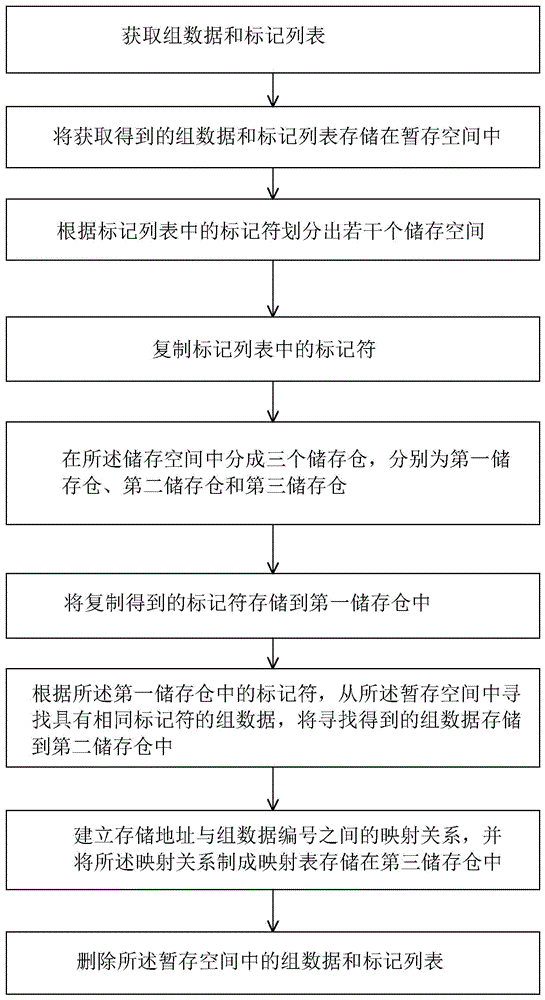 获取组数据和标记列表
将获取得到的组数据和标记列表存储在暂存空间中
根据标记列表中的标记符划分出若干个储存空间
复制标记列表中的标记符
在所述储存空间中分成三个储存仓，分别为第一储
存仓、第二储存仓和第三储存仓
将复制得到的标记符存储到第一储存仓中
根据所述第一储存仓中的标记符，从所述暂存空间中寻
找具有相同标记符的组数据，将寻找得到的组数据存储
到第二储存仓中
建立存储地址与组数据编号之间的映射关系，并
将所述映射关系制成映射表存储在第三储存仓中
删除所述暂存空间中的组数据和标记列表